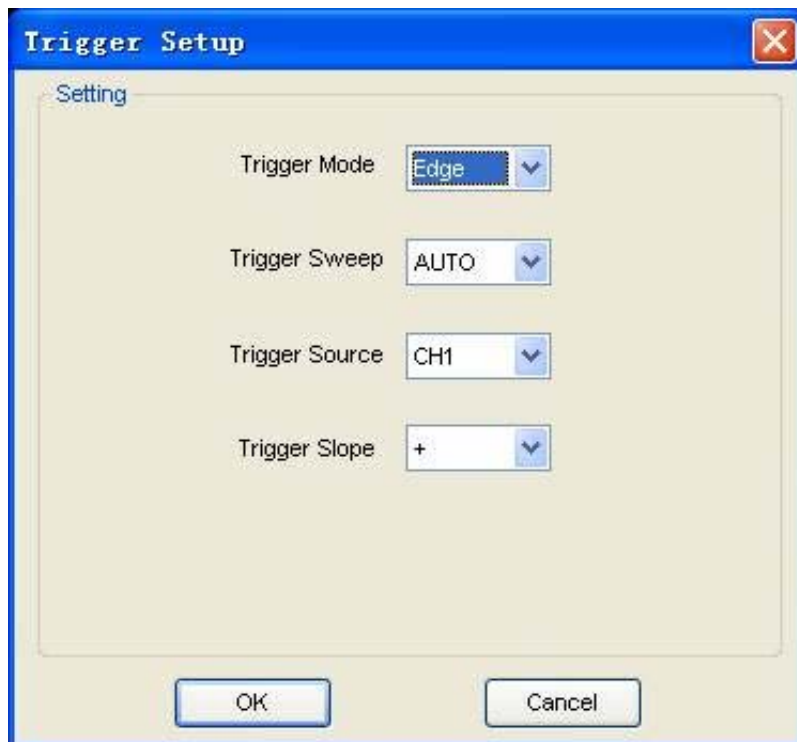 Trigger Setup
Setting
Trigger Mode Edge
Trigger Sweep AUTO
Trigger Source CH1
Trigger Slope +
OK Cancel